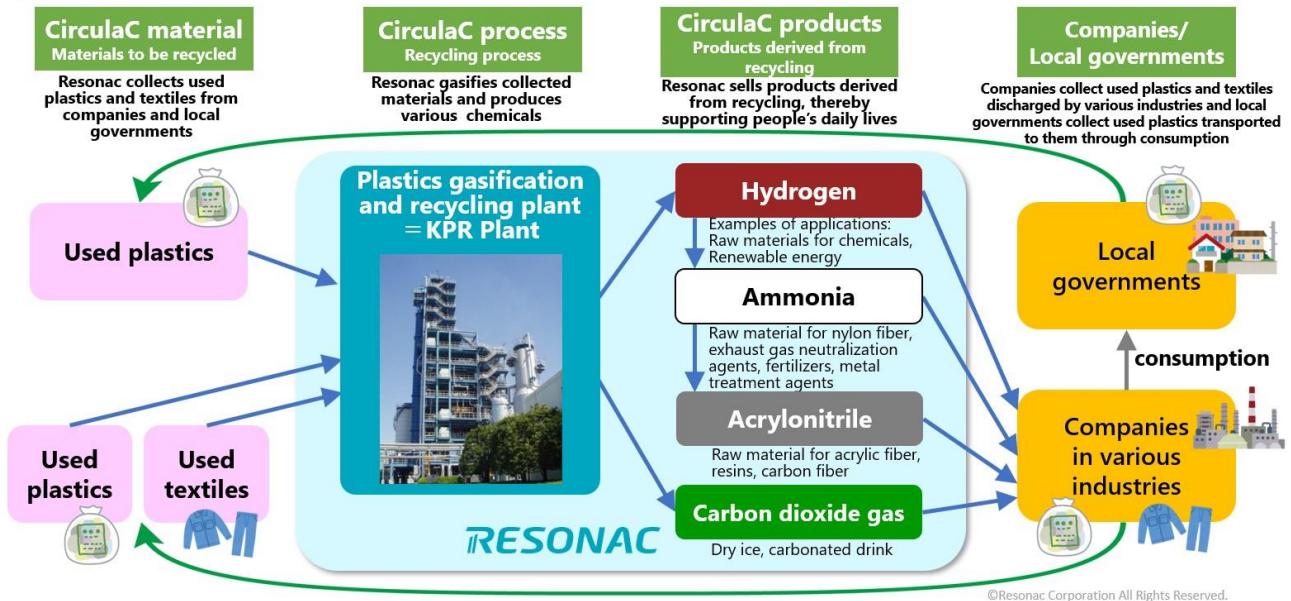 CirculaC material
Materials to be recycled
Resonac collects used
plastics and textiles from
companies and local
governments
CirculaC process
Recycling process
Resonac gasifies collected
materials and produces
various chemicals
CirculaC products
Products derived from
recycling
Resonac sells products derived
from recycling, thereby
supporting people's daily lives
Companies/
Local governments
Companies collect used plastics and textiles
discharged by various industries and local
governments collect used plastics transported
to them through consumption
Used plastics
Used
plastics
Used
textiles
Plastics gasification
and recycling plant
＝KPR Plant
RESONAC
Hydrogen
Examples of applications:
Raw materials for chemicals,
Renewable energy
Ammonia
Raw material for nylon fiber,
exhaust gas neutralization
agents, fertilizers, metal
treatment agents
Acrylonitrile
Raw material for acrylic fiber,
resins, carbon fiber
Carbon dioxide gas
Dry ice, carbonated drink
Local
governments
consumption
Companies
in various
industries
©Resonac Corporation All Rights Reserved.